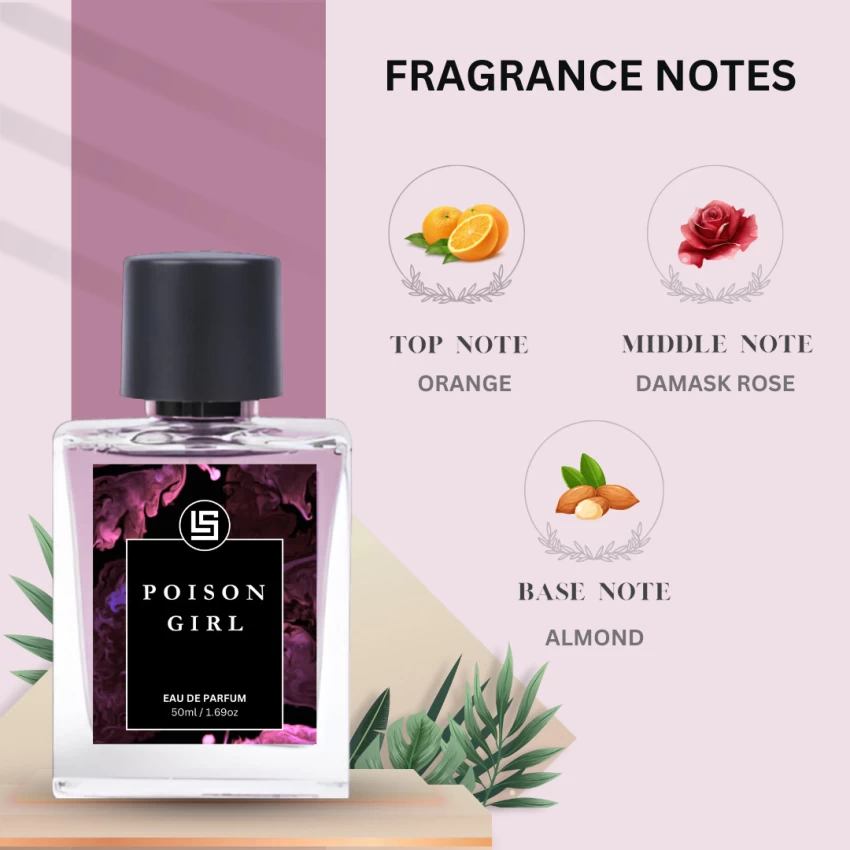 FRAGRANCE NOTES
TOP NOTE
ORANGE
MIDDLE NOTE
DAMASK ROSE
BASE NOTE
ALMOND
LS
POISON
GIRL
EAU DE PARFUM
50ml / 1.69oz